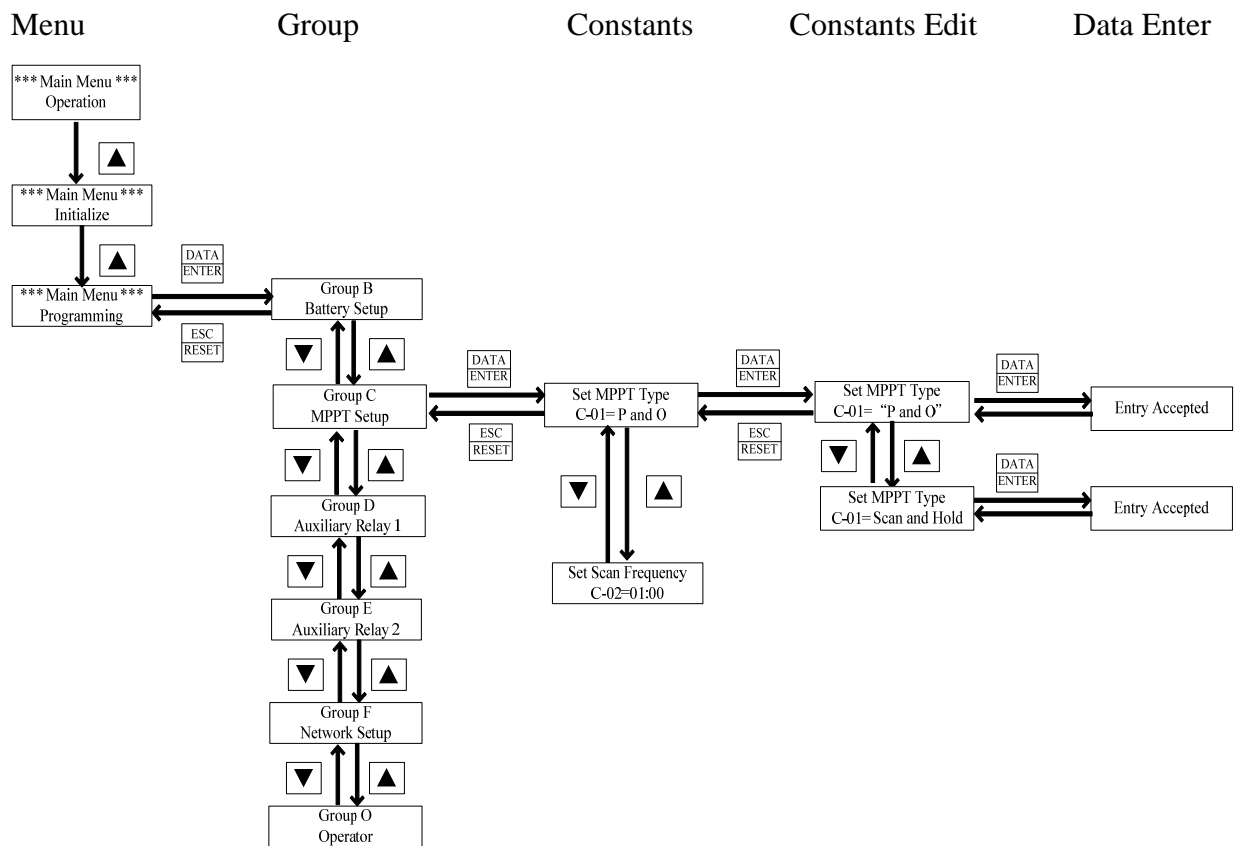 Menu Group Constants Constants Edit Data Enter
*** Main Menu ***
Operation
▲
*** Main Menu ***
Initialize
▲
DATA
ENTER
*** Main Menu ***
Programming
ESC
RESET
Group B
Battery Setup
▼ ▲
Group C
MPPT Setup
DATA
ENTER
ESC
RESET
Set MPPT Type
C-01= P and O
DATA
ENTER
ESC
RESET
Set MPPT Type
C-01= “P and O”
DATA
ENTER
Entry Accepted
▼ ▲
Set MPPT Type
C-01=Scan and Hold
DATA
ENTER
Entry Accepted
▼ ▲
Set Scan Frequency
C-02=01:00
▼ ▲
Group D
Auxiliary Relay 1
▼ ▲
Group E
Auxiliary Relay 2
▼ ▲
Group F
Network Setup
▼ ▲
Group O
Operator